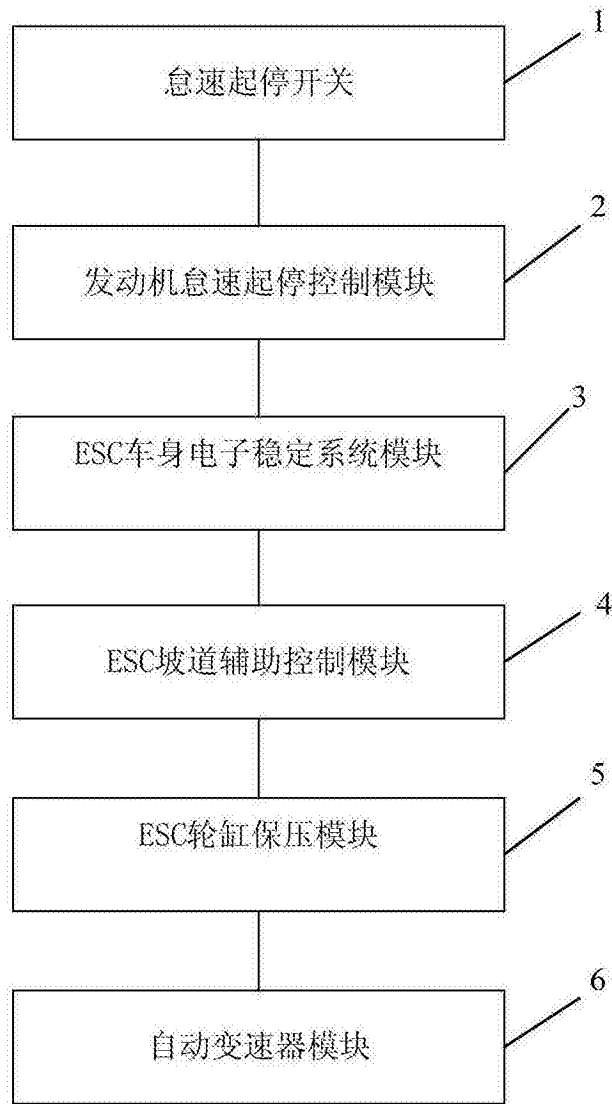 1
怠速起停开关
2
发动机怠速起停控制模块
3
ESC车身电子稳定系统模块
4
ESC坡道辅助控制模块
5
ESC轮缸保压模块
6
自动变速器模块